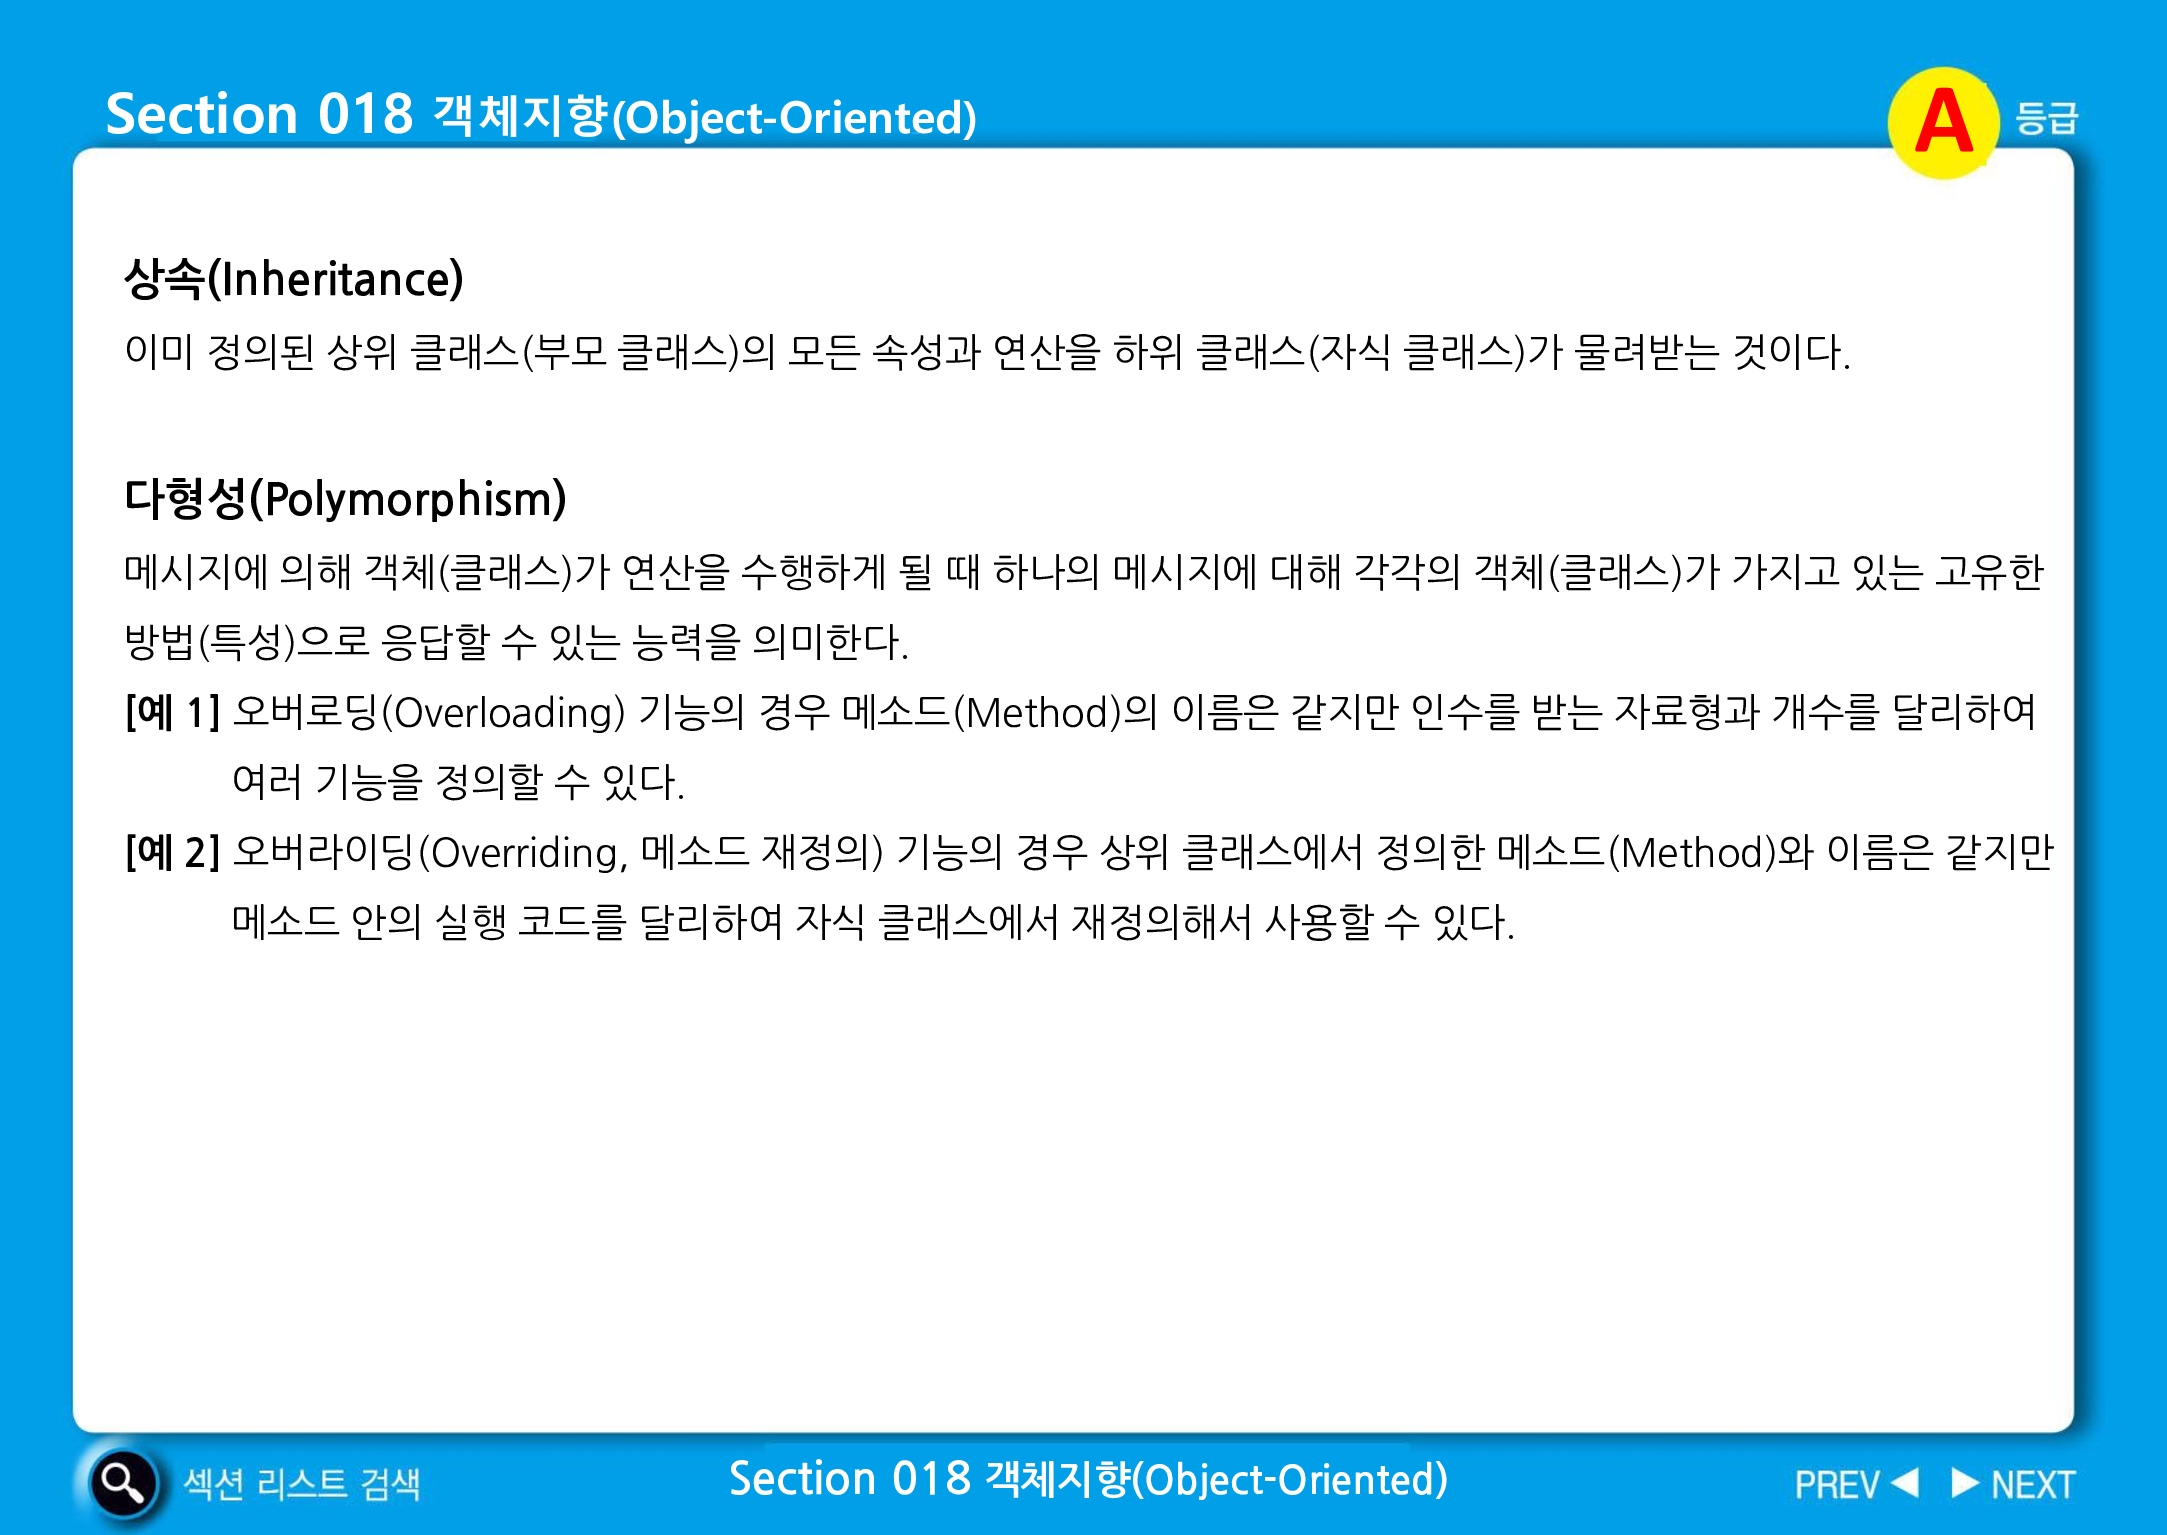 Section 018 객체지향(Object-Oriented)
A 등급
상속(Inheritance)
이미 정의된 상위 클래스(부모 클래스)의 모든 속성과 연산을 하위 클래스(자식 클래스)가 물려받는 것이다.
다형성(Polymorphism)
메시지에 의해 객체(클래스)가 연산을 수행하게 될 때 하나의 메시지에 대해 각각의 객체(클래스)가 가지고 있는 고유한
방법(특성)으로 응답할 수 있는 능력을 의미한다.
[예 1] 오버로딩(Overloading) 기능의 경우 메소드(Method)의 이름은 같지만 인수를 받는 자료형과 개수를 달리하여
여러 기능을 정의할 수 있다.
[예 2] 오버라이딩(Overriding, 메소드 재정의) 기능의 경우 상위 클래스에서 정의한 메소드(Method)와 이름은 같지만
메소드 안의 실행 코드를 달리하여 자식 클래스에서 재정의해서 사용할 수 있다.
섹션 리스트 검색
Section 018 객체지향(Object-Oriented)
PREV ◀ ▶ NEXT